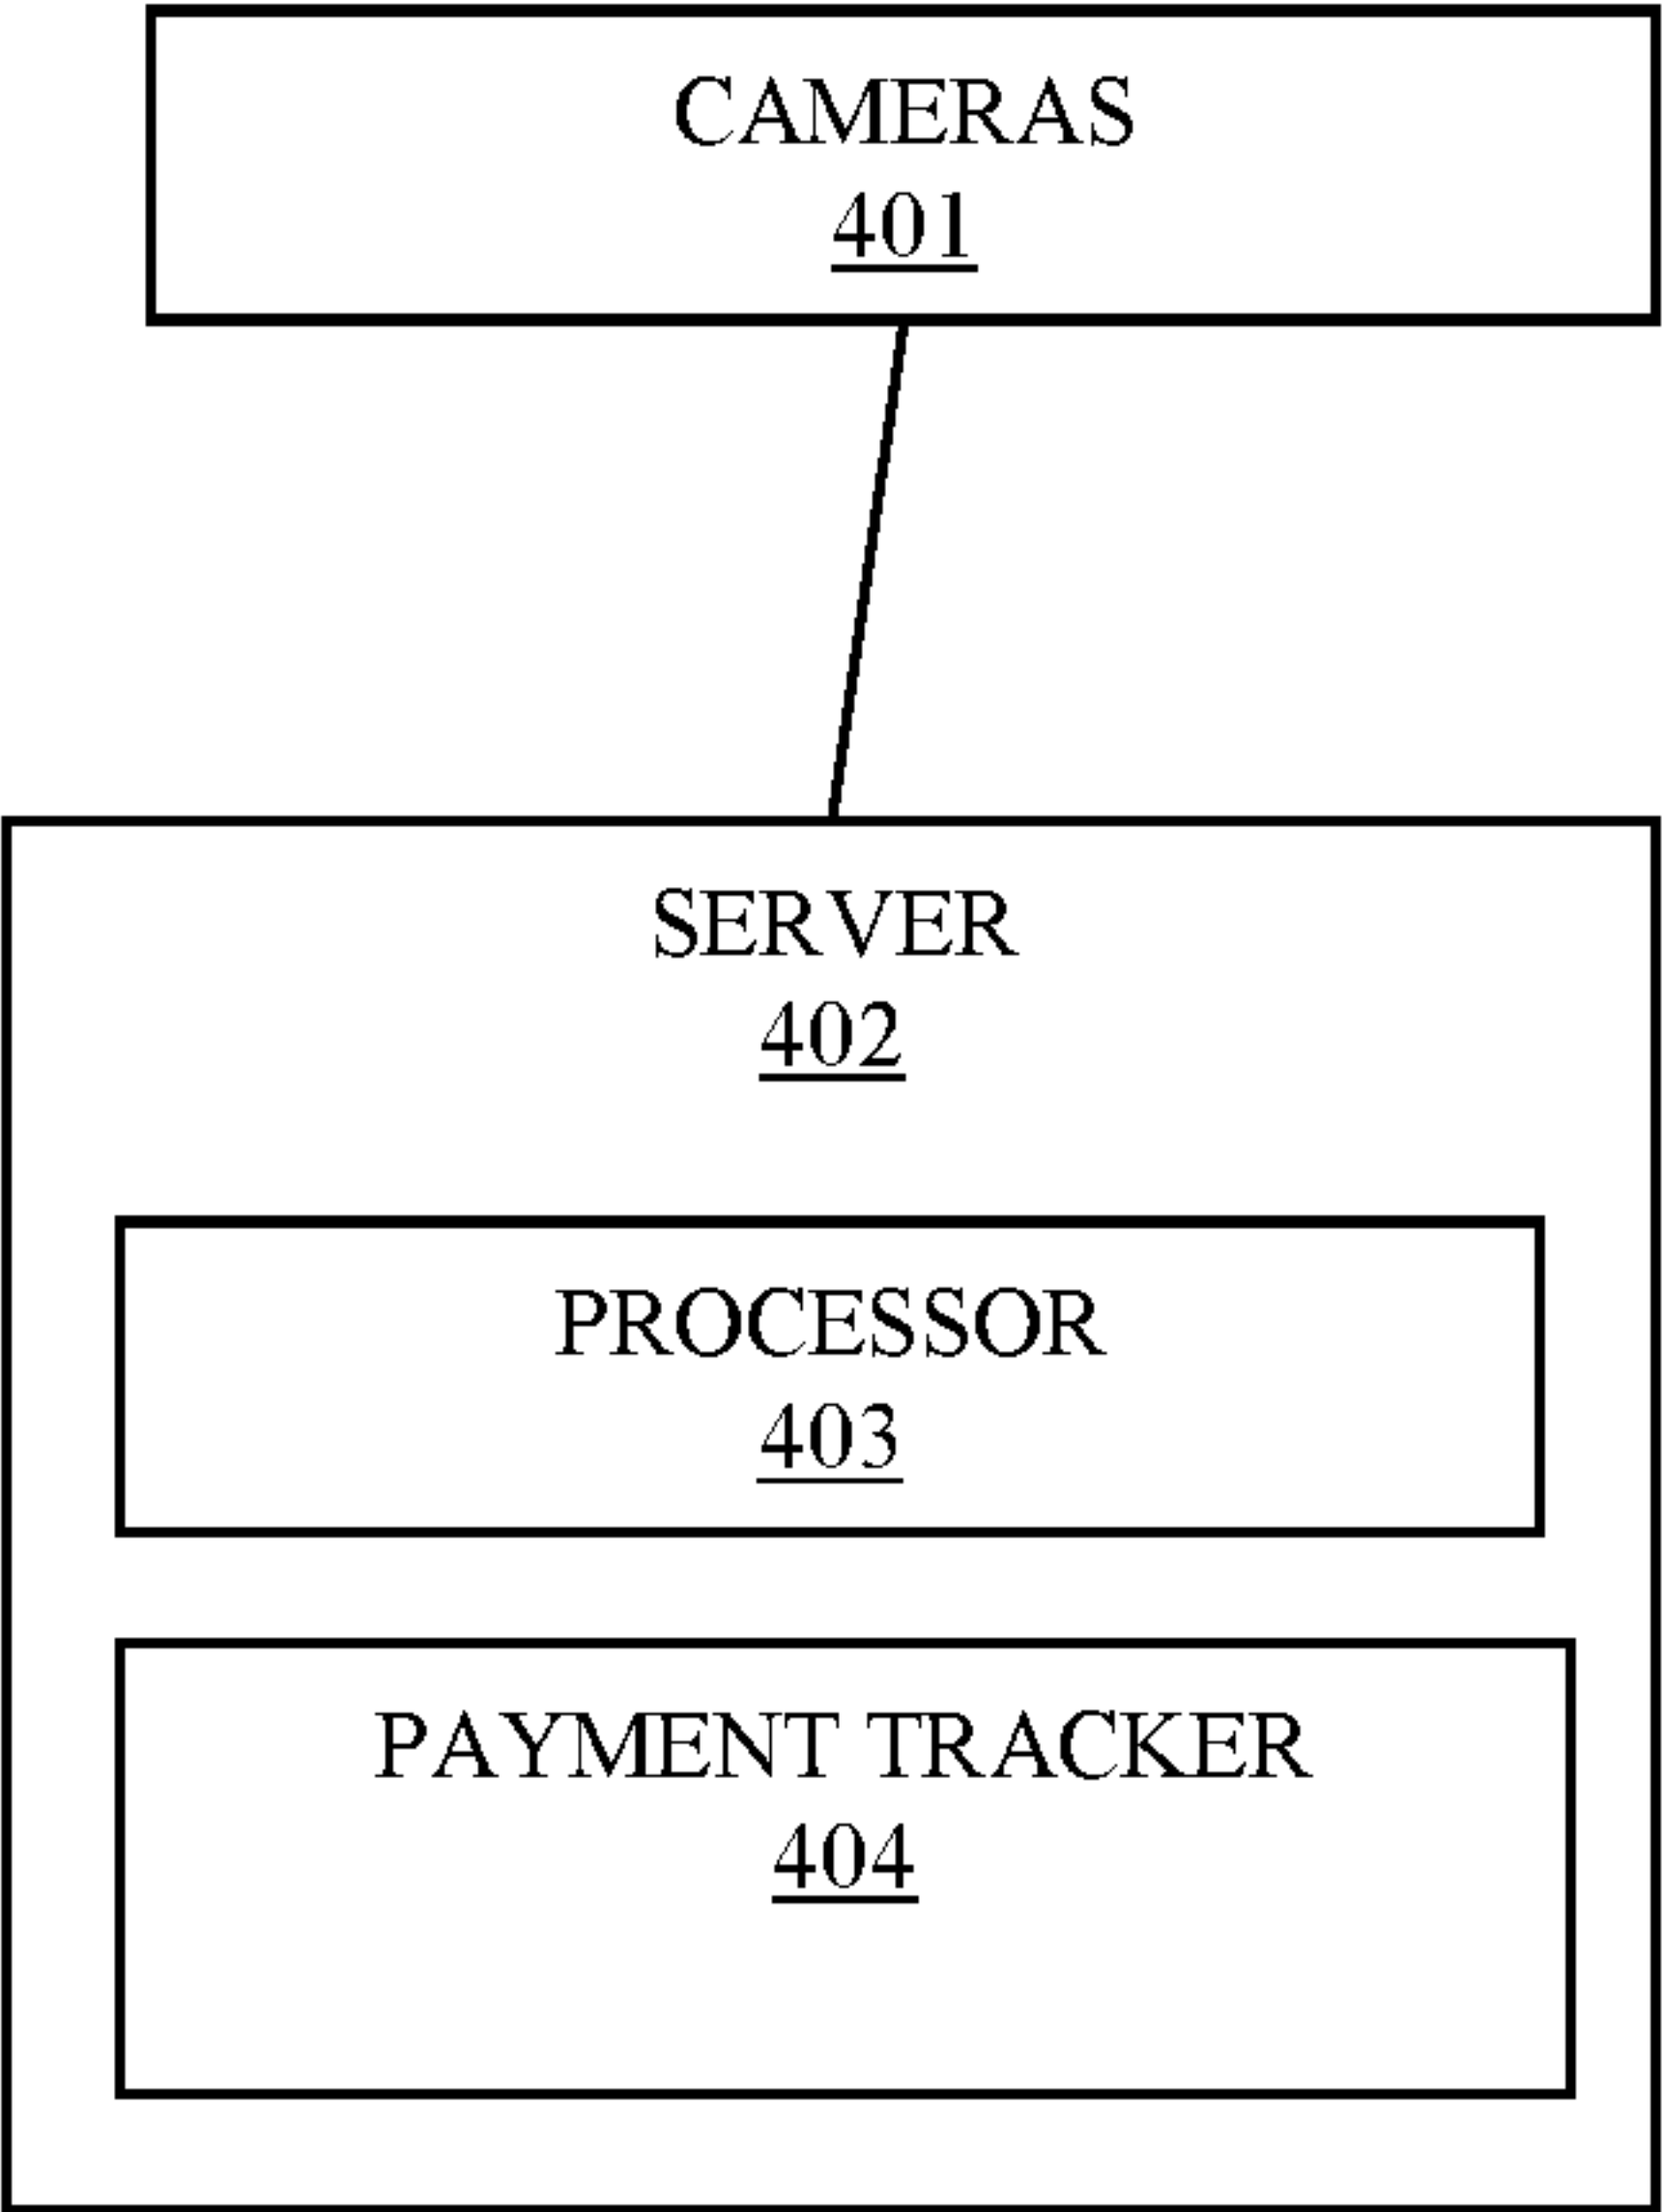 CAMERAS
401
SERVER
402
PROCESSOR
403
PAYMENT TRACKER
404